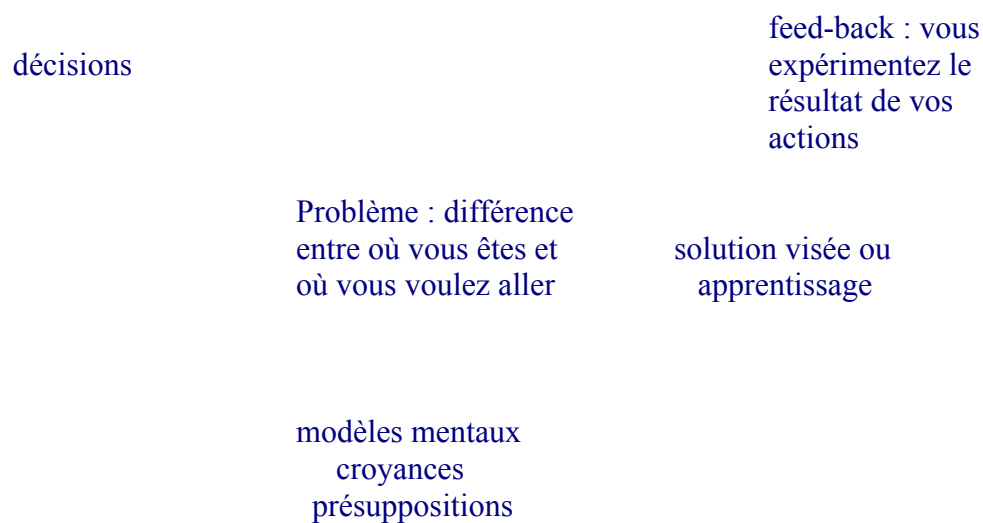 décisions
feed-back : vous
expérimentez le
résultat de vos
actions
Problème : différence
entre où vous êtes et
où vous voulez aller
solution visée ou
apprentissage
modèles mentaux
croyances
présuppositions